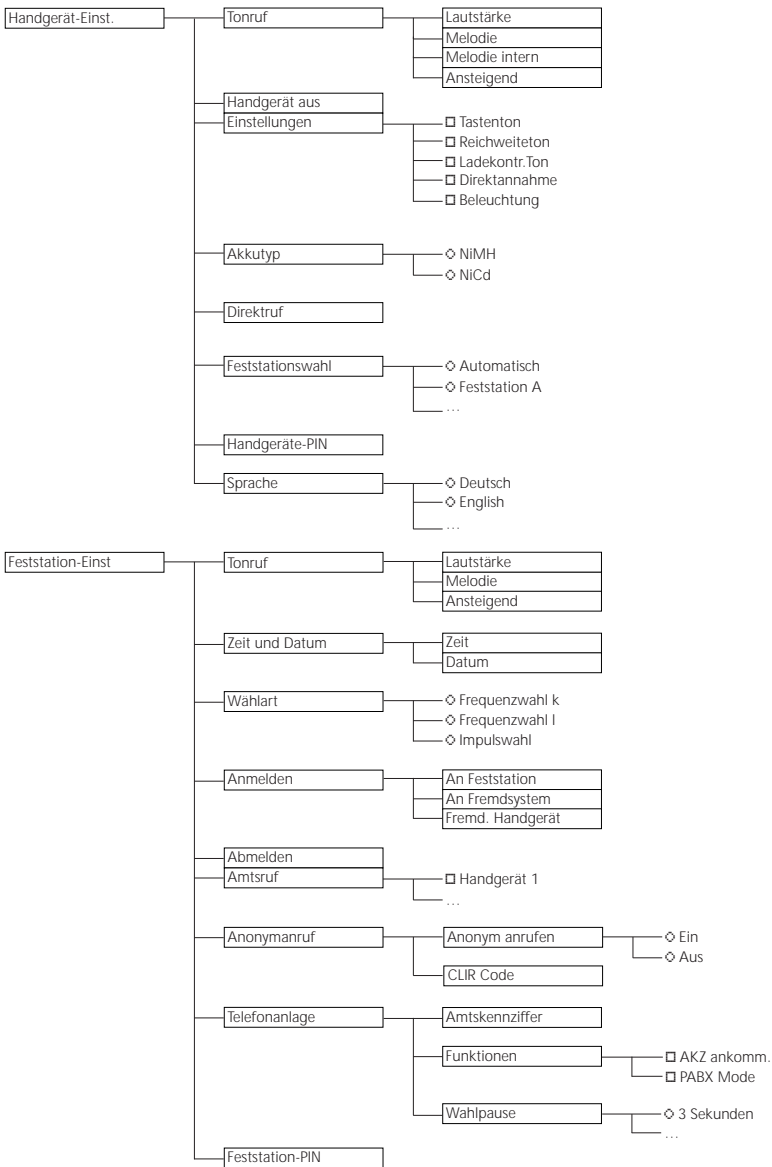 Handgerät-Einst.
Tonruf
Lautstärke
Melodie
Melodie intern
Ansteigend
Handgerät aus
Einstellungen
Tastenton
Reichweiteton
Ladekontr.Ton
Direktannahme
Beleuchtung
Akkutyp
NiMH
NiCd
Direktruf
Feststationswahl
Automatisch
Feststation A
...
Handgeräte-PIN
Sprache
Deutsch
English
...
Feststation-Einst
Tonruf
Lautstärke
Melodie
Ansteigend
Zeit und Datum
Zeit
Datum
Wählart
Frequenzwahl k
Frequenzwahl l
Impulswahl
Anmelden
An Feststation
An Fremdsystem
Fremd. Handgerät
Abmelden
Amtsruf
Handgerät 1
...
Anonymanruf
Anonym anrufen
Ein
Aus
CLIR Code
Telefonanlage
Amtskennziffer
Funktionen
AKZ ankomm.
PABX Mode
Wahlpause
3 Sekunden
...
Feststation-PIN